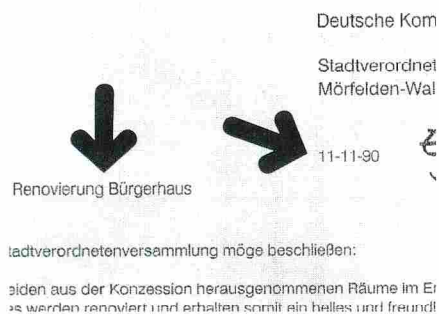 Deutsche Kom
Stadtverordnet
Mörfelden-Wal
11-11-90
Renovierung Bürgerhaus
tadtverordnetenversammlung möge beschließen:
eiden aus der Konzession herausgenommenen Räume im Er
es werden renoviert und erhalten somit ein helles und freundl